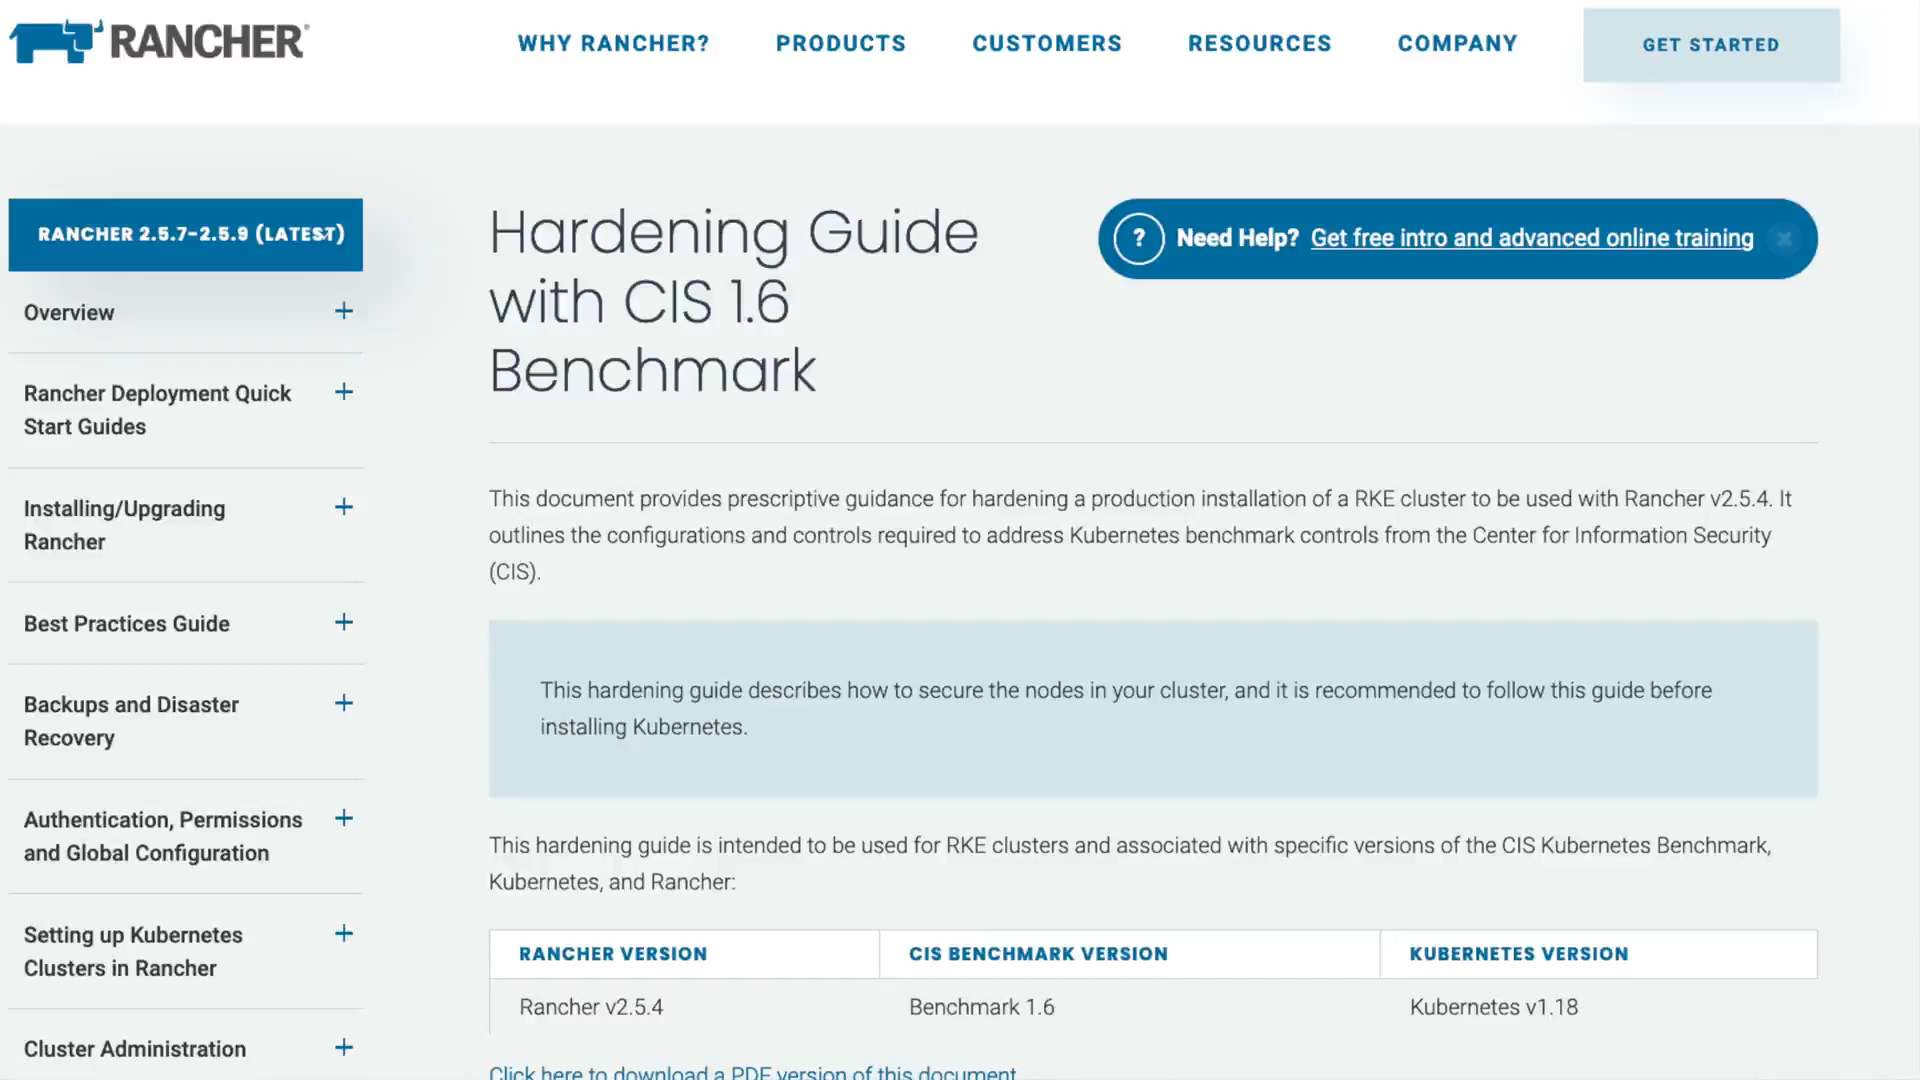 RANCHER
WHY RANCHER?
PRODUCTS
CUSTOMERS
RESOURCES
COMPANY
GET STARTED
RANCHER 2.5.7-2.5.9 (LATEST)
Overview
Rancher Deployment Quick
Start Guides
Installing/Upgrading
Rancher
Best Practices Guide
Backups and Disaster
Recovery
Authentication, Permissions
and Global Configuration
Setting up Kubernetes
Clusters in Rancher
Cluster Administration
Hardening Guide
with CIS 1.6
Benchmark
? Need Help? Get free intro and advanced online training
This document provides prescriptive guidance for hardening a production installation of a RKE cluster to be used with Rancher v2.5.4. It
outlines the configurations and controls required to address Kubernetes benchmark controls from the Center for Information Security
(CIS).
This hardening guide describes how to secure the nodes in your cluster, and it is recommended to follow this guide before
installing Kubernetes.
This hardening guide is intended to be used for RKE clusters and associated with specific versions of the CIS Kubernetes Benchmark,
Kubernetes, and Rancher:
RANCHER VERSION
CIS BENCHMARK VERSION
KUBERNETES VERSION
Rancher v2.5.4
Benchmark 1.6
Kubernetes v1.18
Click here to download a PDF version of this document